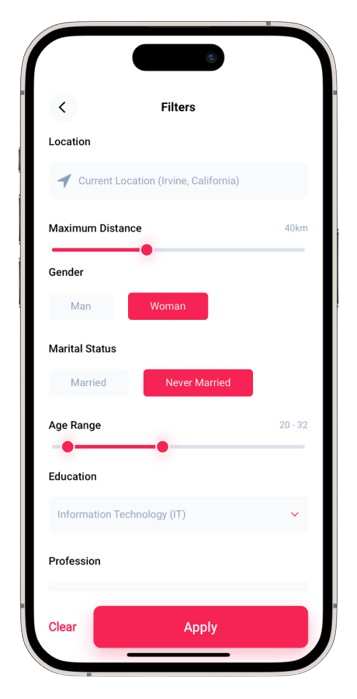 Filters
Location
Current Location (Irvine, California)
Maximum Distance 40km
Gender
Man Woman
Marital Status
Married Never Married
Age Range 20 - 32
Education
Information Technology (IT)
Profession
Clear Apply